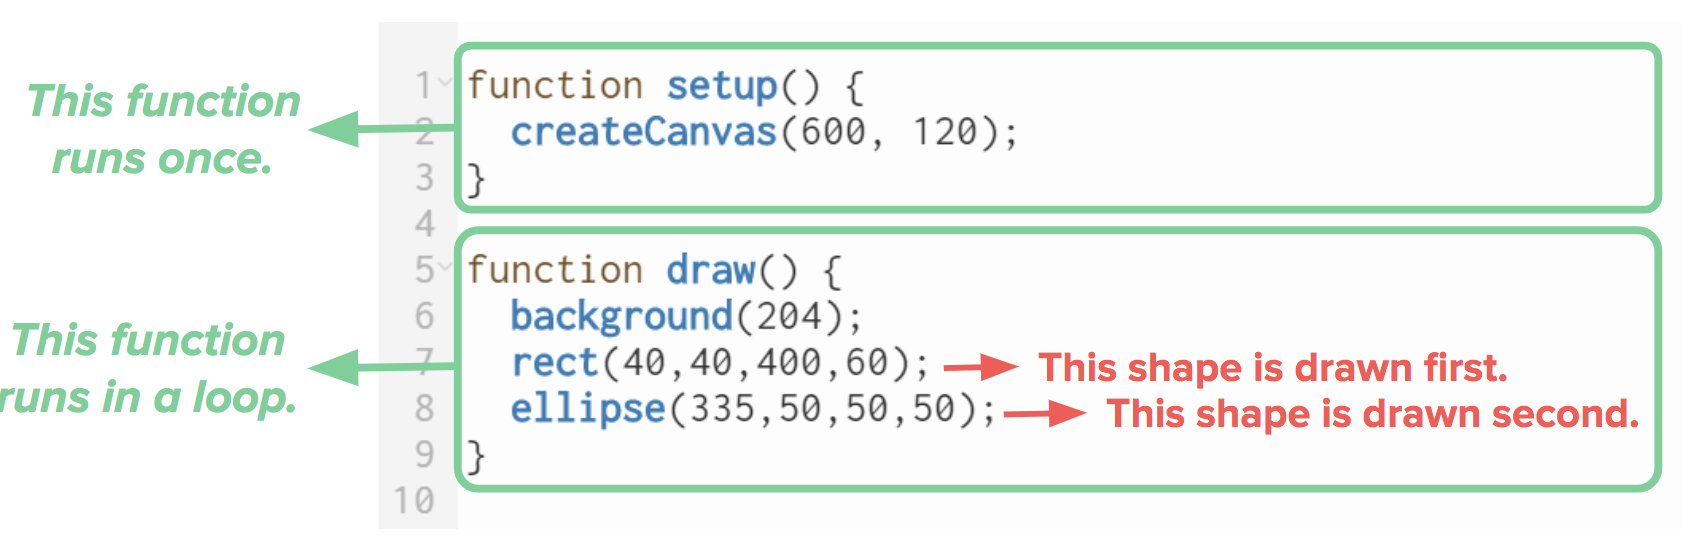 This function
runs once.
1 function setup() {
2 createCanvas(600, 120);
3 }
4
This function
runs in a loop.
5 function draw() {
6 background(204);
7 rect(40,40,400,60); This shape is drawn first.
8 ellipse(335,50,50,50); This shape is drawn second.
9 }
10